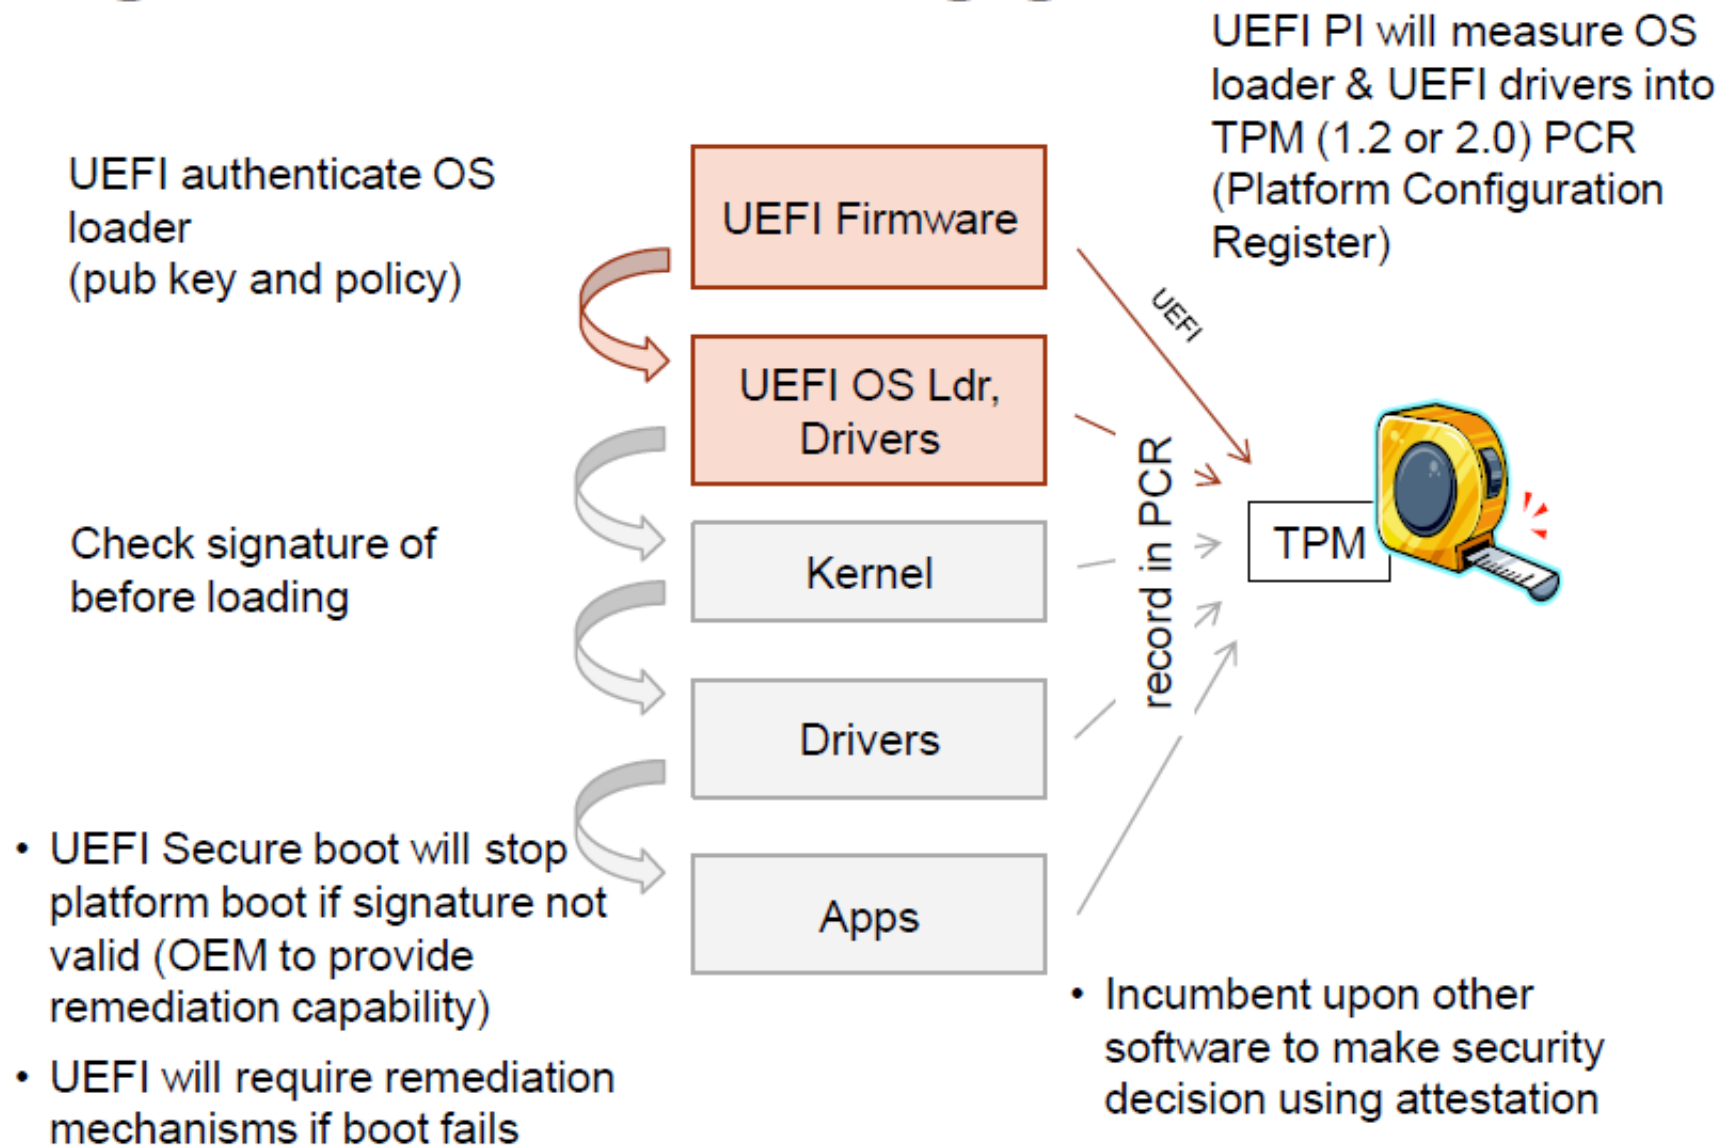 UEFI PI will measure OS
loader & UEFI drivers into
TPM (1.2 or 2.0) PCR
(Platform Configuration
Register)
UEFI authenticate OS
loader
(pub key and policy)
UEFI Firmware
UEFI
UEFI OS Ldr,
Drivers
record in PCR
TPM
Check signature of
before loading
Kernel
Drivers
Apps
• UEFI Secure boot will stop
platform boot if signature not
valid (OEM to provide
remediation capability)
• UEFI will require remediation
mechanisms if boot fails
• Incumbent upon other
software to make security
decision using attestation